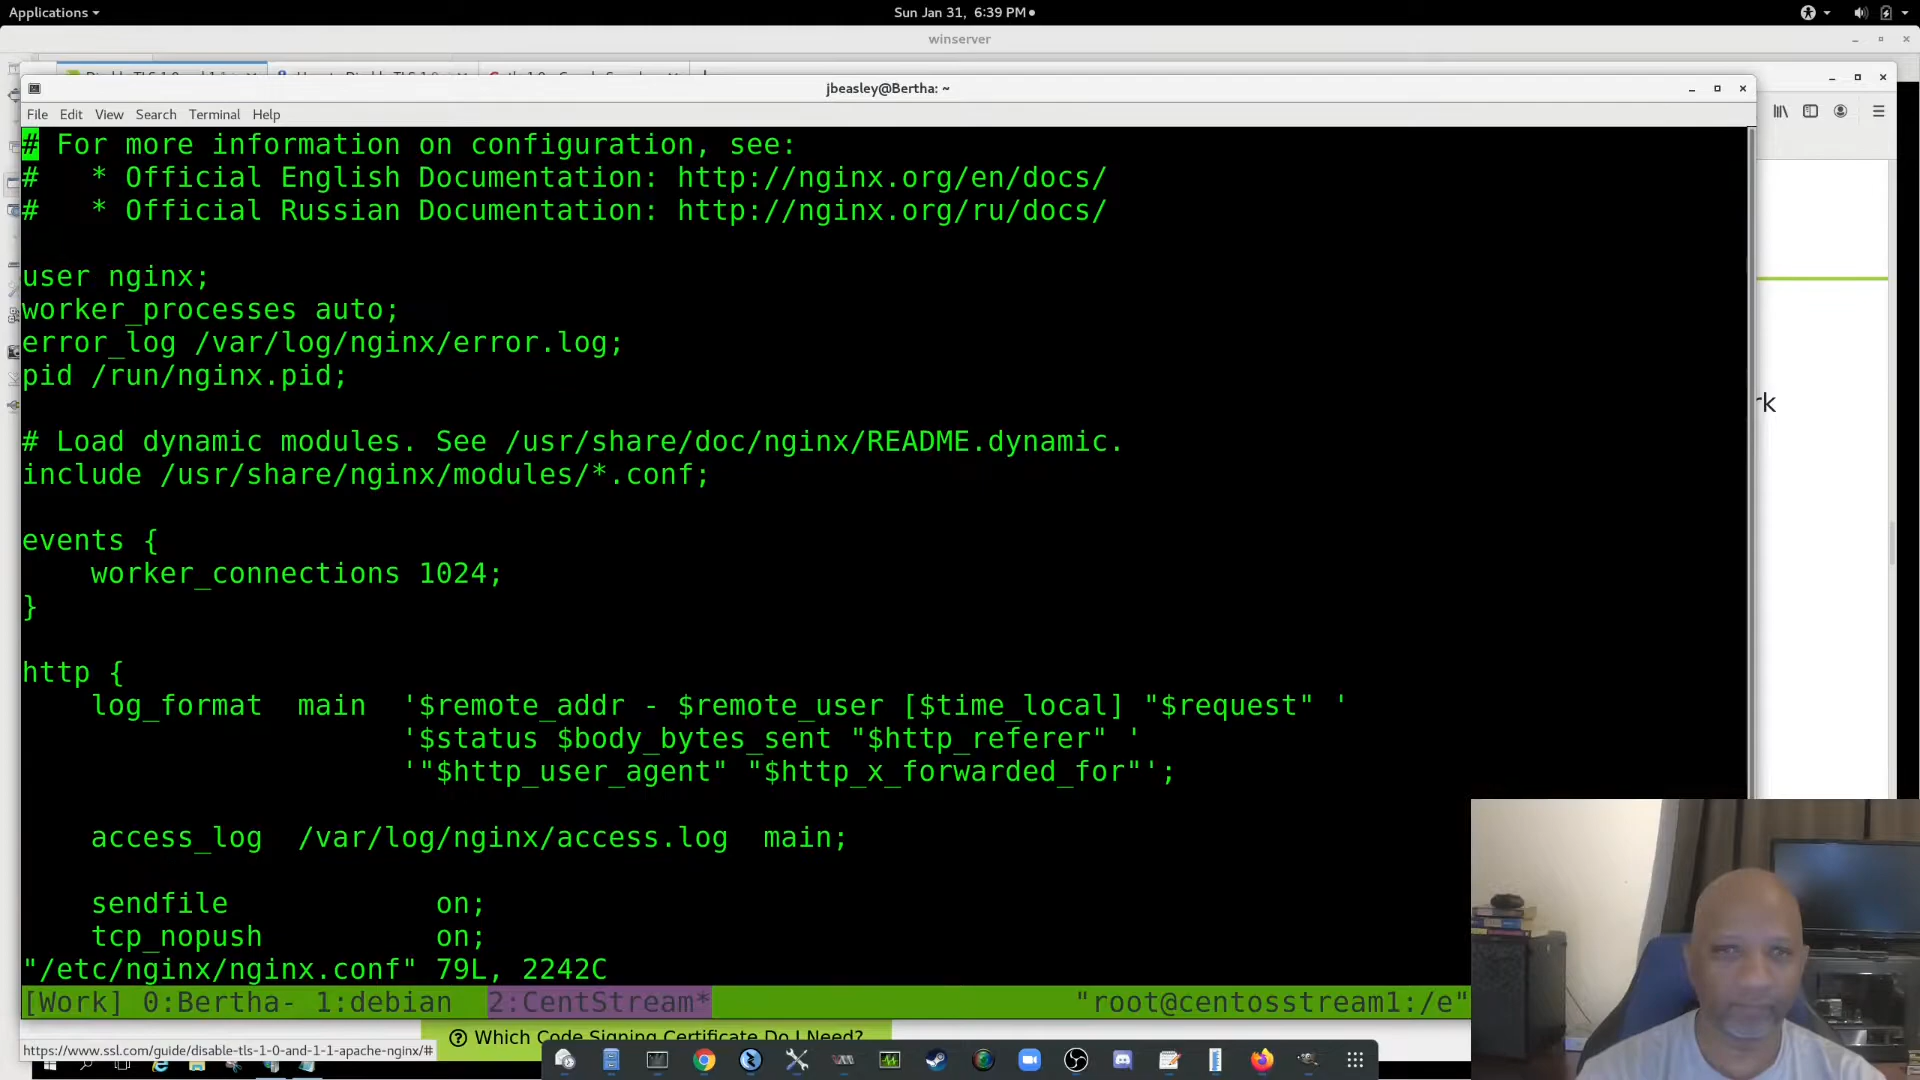 Applications
Sun Jan 31, 6:39 PM
winserver
jbeasley@Bertha: ~
File Edit View Search Terminal Help
# For more information on configuration, see:
#   * Official English Documentation: http://nginx.org/en/docs/
#   * Official Russian Documentation: http://nginx.org/ru/docs/
user nginx;
worker_processes auto;
error_log /var/log/nginx/error.log;
pid /run/nginx.pid;
# Load dynamic modules. See /usr/share/doc/nginx/README.dynamic.
include /usr/share/nginx/modules/*.conf;
events {
    worker_connections 1024;
}
http {
    log_format  main  '$remote_addr - $remote_user [$time_local] "$request" '
                      '$status $body_bytes_sent "$http_referer" '
                      '"$http_user_agent" "$http_x_forwarded_for"';
    access_log  /var/log/nginx/access.log  main;
    sendfile            on;
    tcp_nopush          on;
"/etc/nginx/nginx.conf" 79L, 2242C
[Work] 0:Bertha- 1:debian  2:CentStream* "root@centosstream1:/e"
rk
Which Code Signing Certificate Do I Need?
https://www.ssl.com/guide/disable-tls-1-0-and-1-1-apache-nginx/#